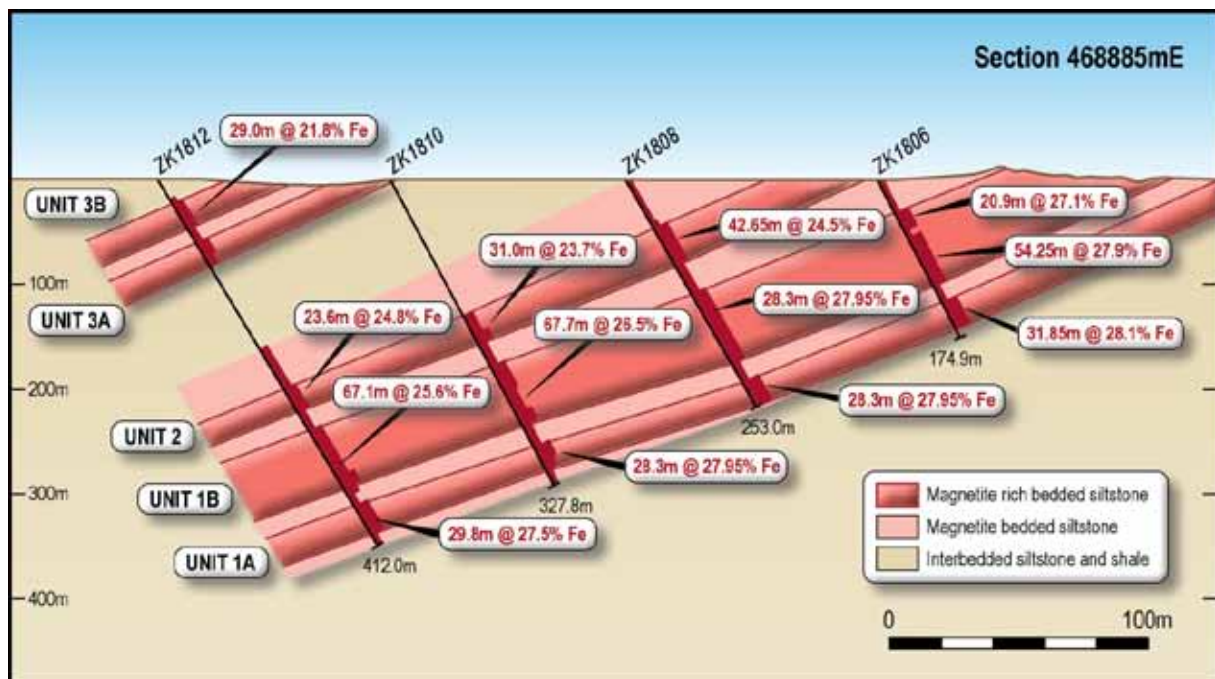 Section 468885mE
ZK1812
29.0m @ 21.8% Fe
ZK1810
ZK1808
ZK1806
UNIT 3B
20.9m @ 27.1% Fe
42.65m @ 24.5% Fe
31.0m @ 23.7% Fe
54.25m @ 27.9% Fe
100m
UNIT 3A
23.6m @ 24.8% Fe
67.7m @ 26.5% Fe
28.3m @ 27.95% Fe
31.85m @ 28.1% Fe
174.9m
200m
67.1m @ 25.6% Fe
28.3m @ 27.95% Fe
253.0m
UNIT 2
28.3m @ 27.95% Fe
300m
UNIT 1B
327.8m
29.8m @ 27.5% Fe
UNIT 1A
412.0m
400m
Magnetite rich bedded siltstone
Magnetite bedded siltstone
Interbedded siltstone and shale
0 100m